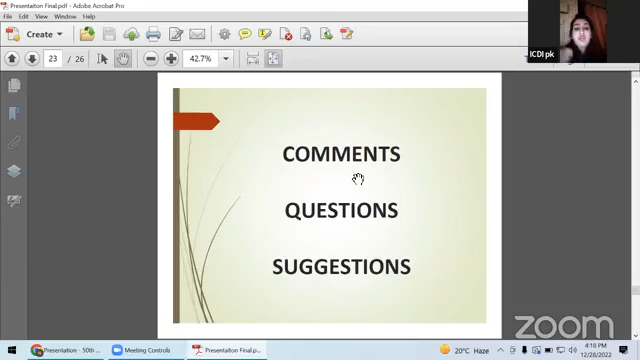 Presentaiton Final.pdf - Adobe Acrobat Pro
File Edit View Window Help
Create
23 / 26 42.7%
ICDI pk
COMMENTS
QUESTIONS
SUGGESTIONS
zoom
Presentation - 50th ... Meeting Controls Presentaiton Final.p... 20°C Haze 4:18 PM
12/28/2022